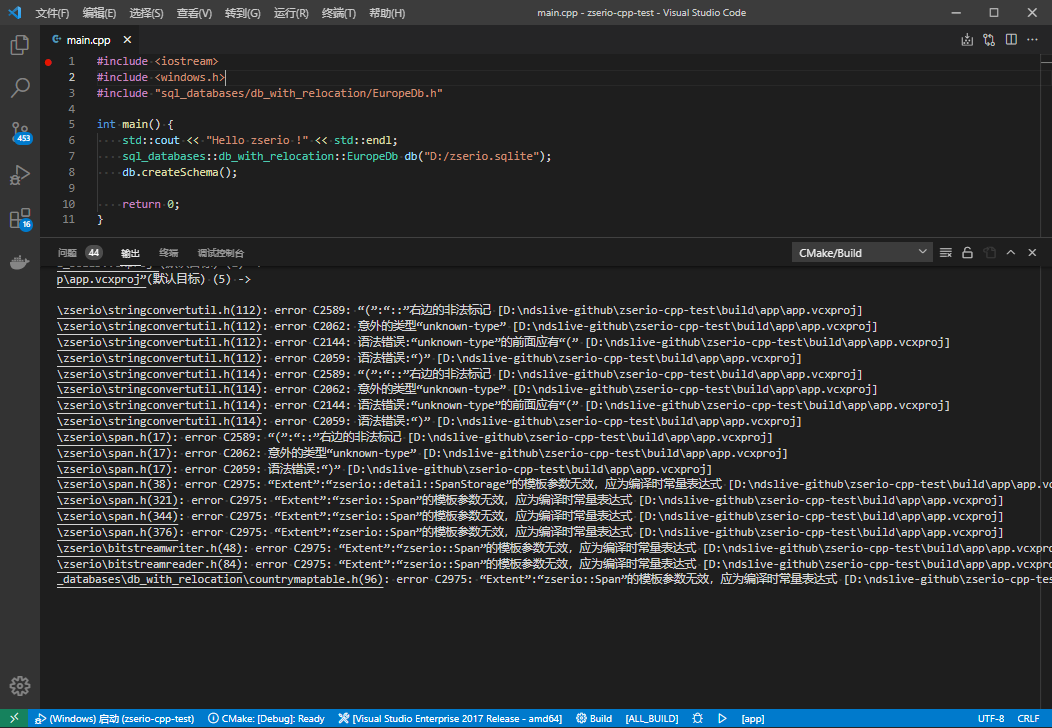 文件(F) 编辑(E) 选择(S) 查看(V) 转到(G) 运行(R) 终端(T) 帮助(H) main.cpp - zserio-cpp-test - Visual Studio Code
main.cpp
1 #include <iostream>
2 #include <windows.h>
3 #include "sql_databases/db_with_relocation/EuropeDb.h"
4
5 int main() {
6 ····std::cout << "Hello zserio !" << std::endl;
7 ····sql_databases::db_with_relocation::EuropeDb db("D:/zserio.sqlite");
8 ····db.createSchema();
9
10 ····return 0;
11 }
453
16
问题 44 输出 终端 调试控制台 CMake/Build
p\app.vcxproj”(默认目标) (5) ->
\zserio\stringconvertutil.h(112): error C2589: “(”:“::”右边的非法标记 [D:\ndslive-github\zserio-cpp-test\build\app\app.vcxproj]
\zserio\stringconvertutil.h(112): error C2062: 意外的类型“unknown-type” [D:\ndslive-github\zserio-cpp-test\build\app\app.vcxproj]
\zserio\stringconvertutil.h(112): error C2144: 语法错误:“unknown-type”的前面应有“(” [D:\ndslive-github\zserio-cpp-test\build\app\app.vcxproj]
\zserio\stringconvertutil.h(112): error C2059: 语法错误:“)” [D:\ndslive-github\zserio-cpp-test\build\app\app.vcxproj]
\zserio\stringconvertutil.h(114): error C2589: “(”:“::”右边的非法标记 [D:\ndslive-github\zserio-cpp-test\build\app\app.vcxproj]
\zserio\stringconvertutil.h(114): error C2062: 意外的类型“unknown-type” [D:\ndslive-github\zserio-cpp-test\build\app\app.vcxproj]
\zserio\stringconvertutil.h(114): error C2144: 语法错误:“unknown-type”的前面应有“(” [D:\ndslive-github\zserio-cpp-test\build\app\app.vcxproj]
\zserio\stringconvertutil.h(114): error C2059: 语法错误:“)” [D:\ndslive-github\zserio-cpp-test\build\app\app.vcxproj]
\zserio\span.h(17): error C2589: “(”:“::”右边的非法标记 [D:\ndslive-github\zserio-cpp-test\build\app\app.vcxproj]
\zserio\span.h(17): error C2062: 意外的类型“unknown-type” [D:\ndslive-github\zserio-cpp-test\build\app\app.vcxproj]
\zserio\span.h(17): error C2059: 语法错误:“)” [D:\ndslive-github\zserio-cpp-test\build\app\app.vcxproj]
\zserio\span.h(38): error C2975: “Extent”:“zserio::detail::SpanStorage”的模板参数无效，应为编译时常量表达式 [D:\ndslive-github\zserio-cpp-test\build\app\app.vc
\zserio\span.h(321): error C2975: “Extent”:“zserio::Span”的模板参数无效，应为编译时常量表达式 [D:\ndslive-github\zserio-cpp-test\build\app\app.vcxproj]
\zserio\span.h(344): error C2975: “Extent”:“zserio::Span”的模板参数无效，应为编译时常量表达式 [D:\ndslive-github\zserio-cpp-test\build\app\app.vcxproj]
\zserio\span.h(376): error C2975: “Extent”:“zserio::Span”的模板参数无效，应为编译时常量表达式 [D:\ndslive-github\zserio-cpp-test\build\app\app.vcxproj]
\zserio\bitstreamwriter.h(48): error C2975: “Extent”:“zserio::Span”的模板参数无效，应为编译时常量表达式 [D:\ndslive-github\zserio-cpp-test\build\app\app.vcxpro
\zserio\bitstreamreader.h(84): error C2975: “Extent”:“zserio::Span”的模板参数无效，应为编译时常量表达式 [D:\ndslive-github\zserio-cpp-test\build\app\app.vcxpro
_databases\db_with_relocation\countrymaptable.h(96): error C2975: “Extent”:“zserio::Span”的模板参数无效，应为编译时常量表达式 [D:\ndslive-github\zserio-cpp-tes
(Windows) 启动 (zserio-cpp-test) CMake: [Debug]: Ready [Visual Studio Enterprise 2017 Release - amd64] Build [ALL_BUILD] [app] UTF-8 CRLF